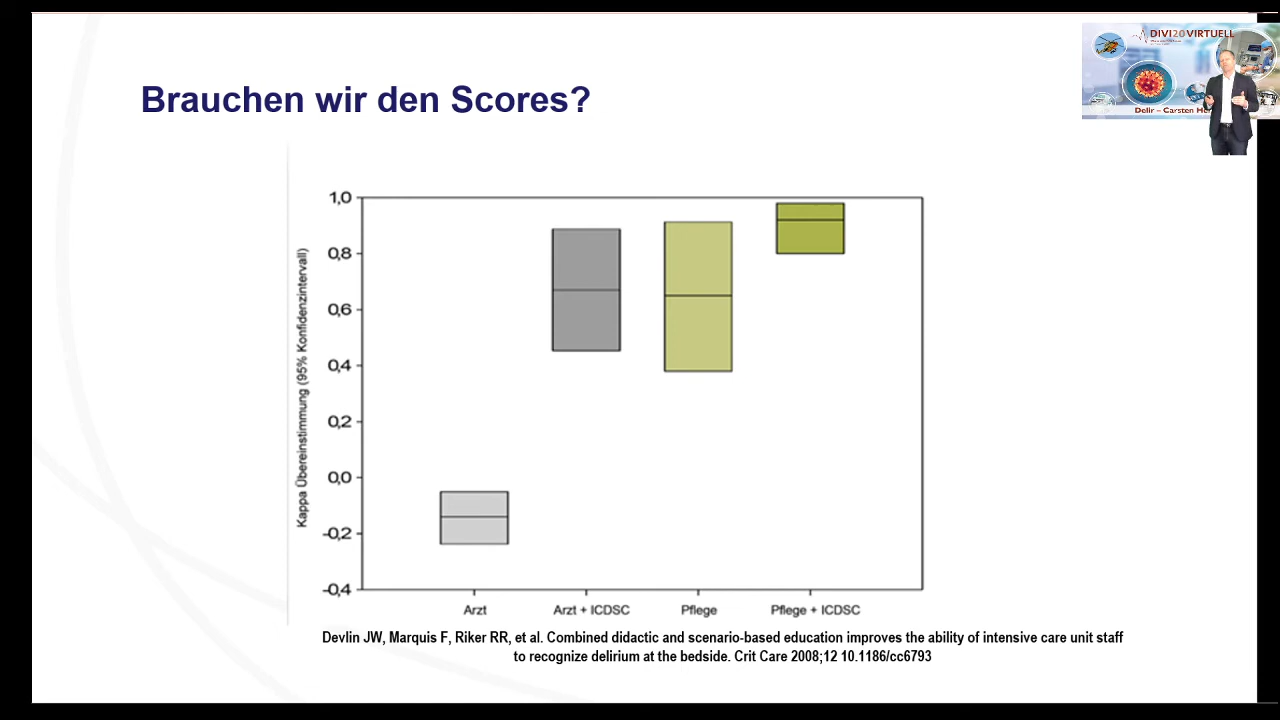 DIVI20VIRTUELL
Delir – Carsten
Brauchen wir den Scores?
Kappa Übereinstimmung (95% Konfidenzintervall)
1,0
0,8
0,6
0,4
0,2
0,0
-0,2
-0,4
Arzt
Arzt + ICDSC
Pflege
Pflege + ICDSC
Devlin JW, Marquis F, Riker RR, et al. Combined didactic and scenario-based education improves the ability of intensive care unit staff
to recognize delirium at the bedside. Crit Care 2008;12 10.1186/cc6793